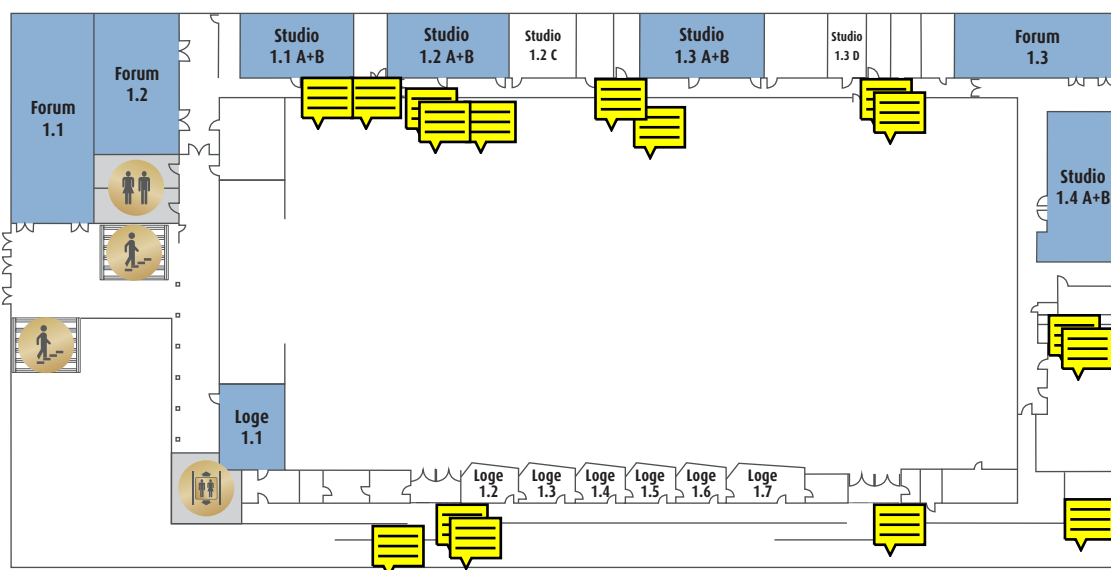 Forum
1.1
Forum
1.2
Studio
1.1 A+B
Studio
1.2 A+B
Studio
1.2 C
Studio
1.3 A+B
Studio
1.3 D
Forum
1.3
Studio
1.4 A+B
Loge
1.1
Loge
1.2
Loge
1.3
Loge
1.4
Loge
1.5
Loge
1.6
Loge
1.7